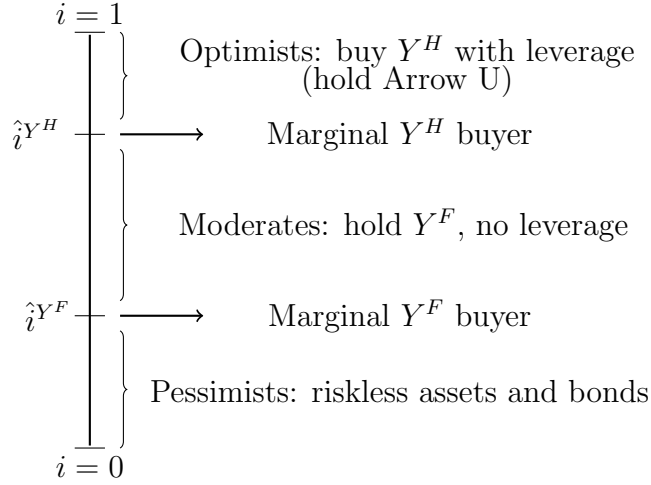 i = 1
Optimists: buy Y^H with leverage
(hold Arrow U)
î^{Y^H}
Marginal Y^H buyer
Moderates: hold Y^F, no leverage
î^{Y^F}
Marginal Y^F buyer
Pessimists: riskless assets and bonds
i = 0